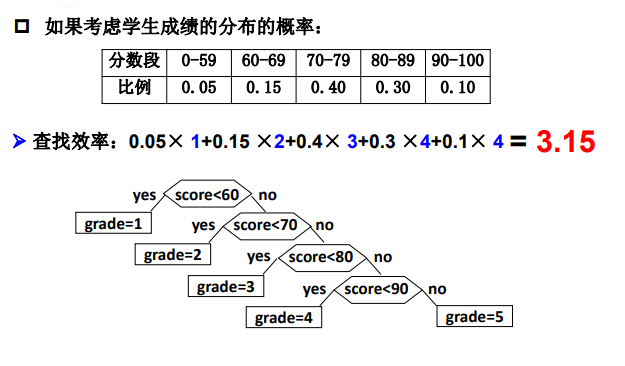 如果考虑学生成绩的分布的概率：
分数段 0-59 60-69 70-79 80-89 90-100
比例 0.05 0.15 0.40 0.30 0.10
查找效率：0.05× 1+0.15 ×2+0.4× 3+0.3 ×4+0.1× 4 = 3.15
yes score<60 no
grade=1 yes score<70 no
grade=2 yes score<80 no
grade=3 yes score<90 no
grade=4 grade=5